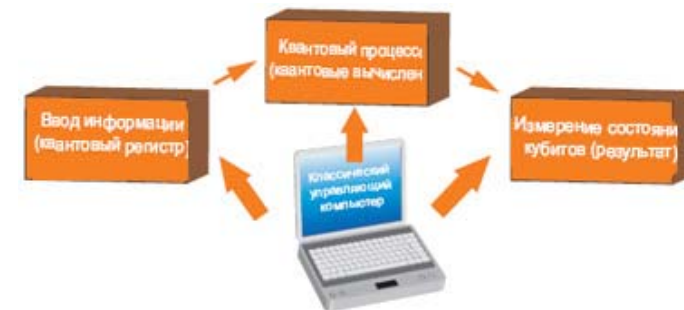 Ввод информации
(квантовый регистр)
Квантовый процесс
(квантовые вычислен
Измерение состояни
кубитов (результат)
Классический
управляющий
компьютер